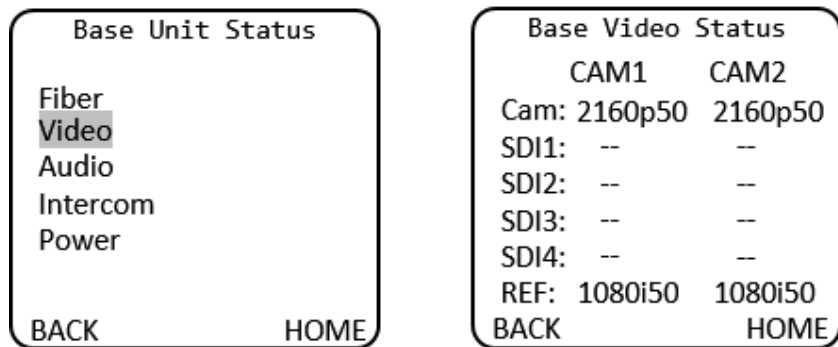 Base Unit Status
Fiber
Video
Audio
Intercom
Power
BACK HOME
Base Video Status
CAM1 CAM2
Cam: 2160p50 2160p50
SDI1: -- --
SDI2: -- --
SDI3: -- --
SDI4: -- --
REF: 1080i50 1080i50
BACK HOME